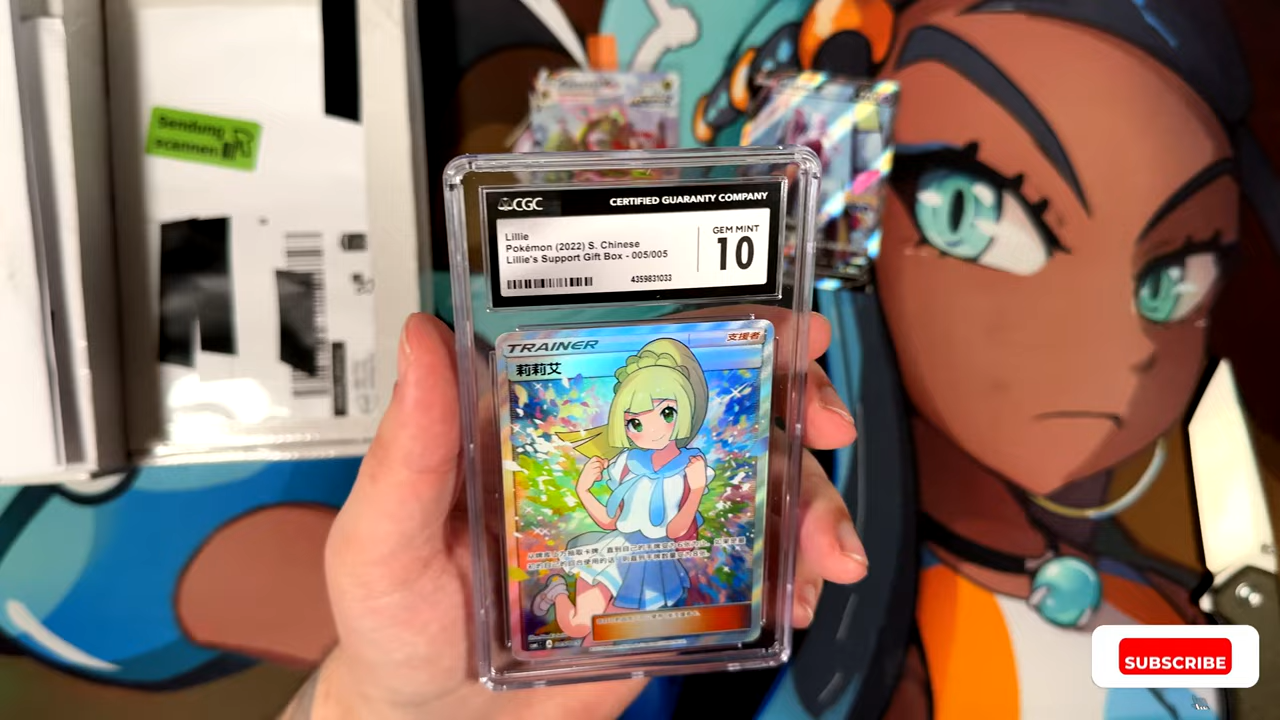 Sendung
scannen
CGC CERTIFIED GUARANTY COMPANY
Lillie
Pokémon (2022) S. Chinese
Lillie's Support Gift Box - 005/005
GEM MINT
10
4359831033
TRAINER
支援者
莉莉艾
SUBSCRIBE